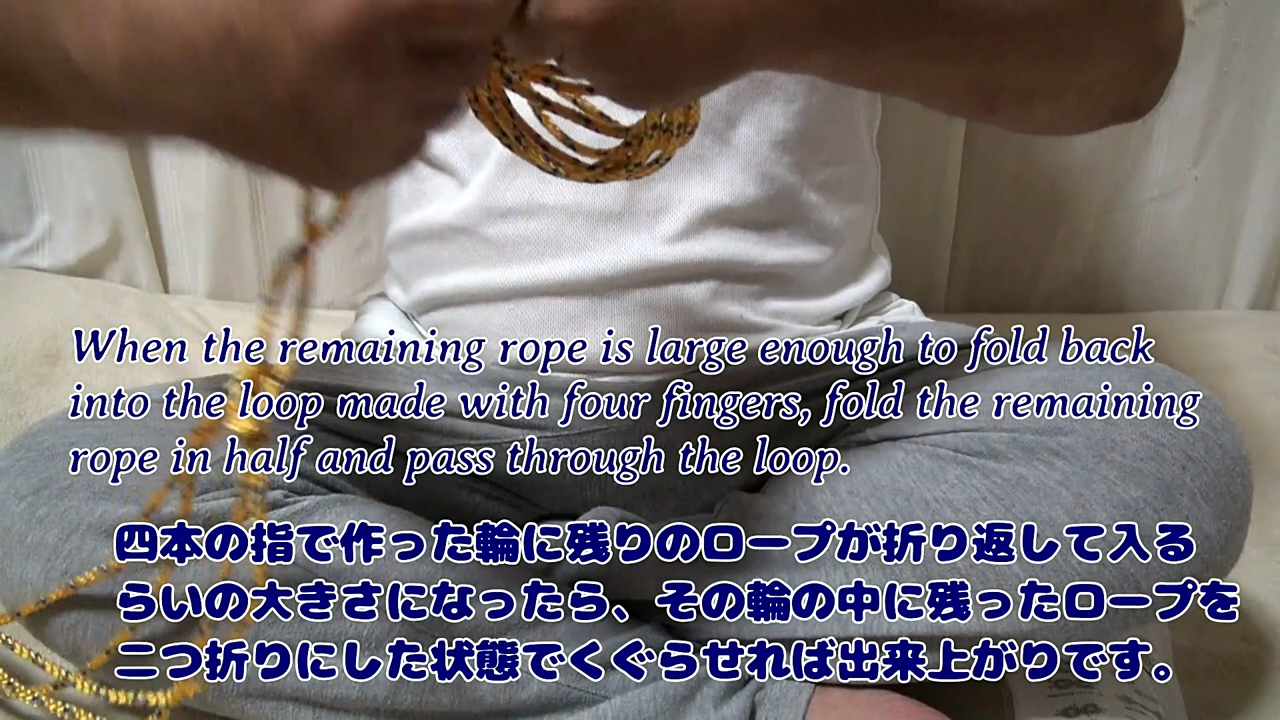 When the remaining rope is large enough to fold back
into the loop made with four fingers, fold the remaining
rope in half and pass through the loop.
四本の指で作った輪に残りのロープが折り返して入る
らいの大きさになったら、その輪の中に残ったロープを
二つ折りにした状態でくぐらせれば出来上がりです。